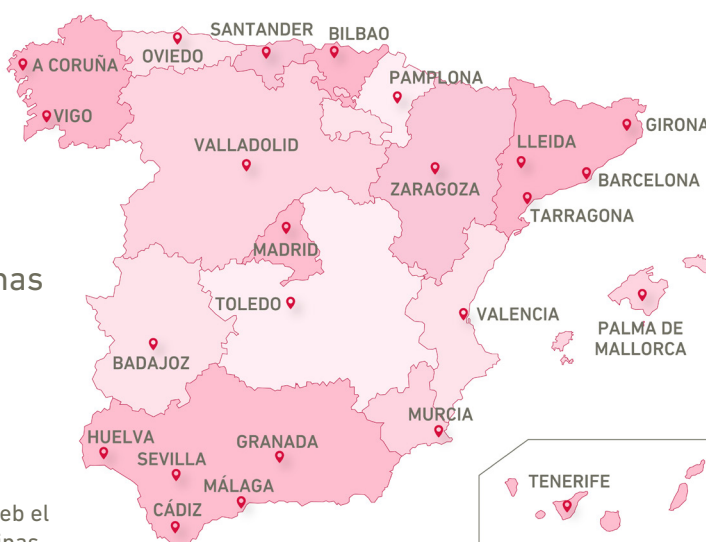 SANTANDER
BILBAO
OVIEDO
A CORUÑA
PAMPLONA
VIGO
GIRONA
LLEIDA
VALLADOLID
BARCELONA
ZARAGOZA
TARRAGONA
MADRID
nas
TOLEDO
VALENCIA
PALMA DE
MALLORCA
BADAJOZ
MURCIA
HUELVA
GRANADA
SEVILLA
TENERIFE
MÁLAGA
CÁDIZ
eb el